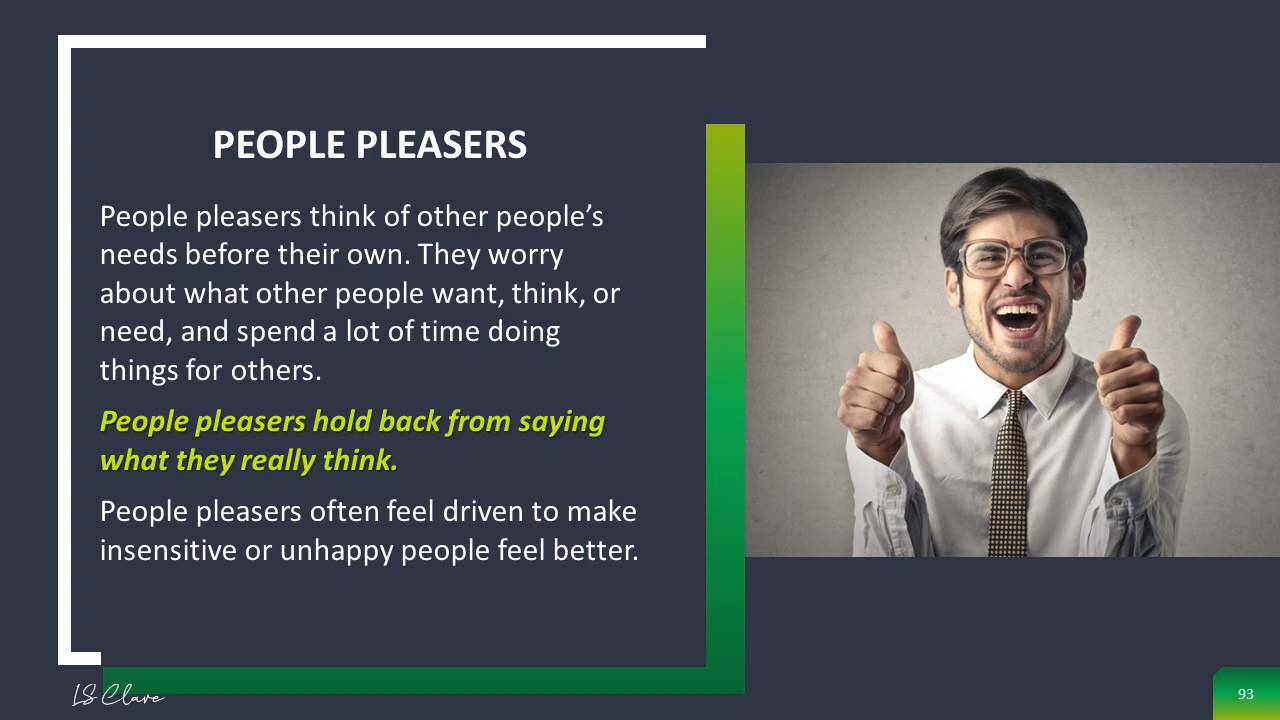 PEOPLE PLEASERS
People pleasers think of other people’s
needs before their own. They worry
about what other people want, think, or
need, and spend a lot of time doing
things for others.
People pleasers hold back from saying
what they really think.
People pleasers often feel driven to make
insensitive or unhappy people feel better.
LS Clave
93